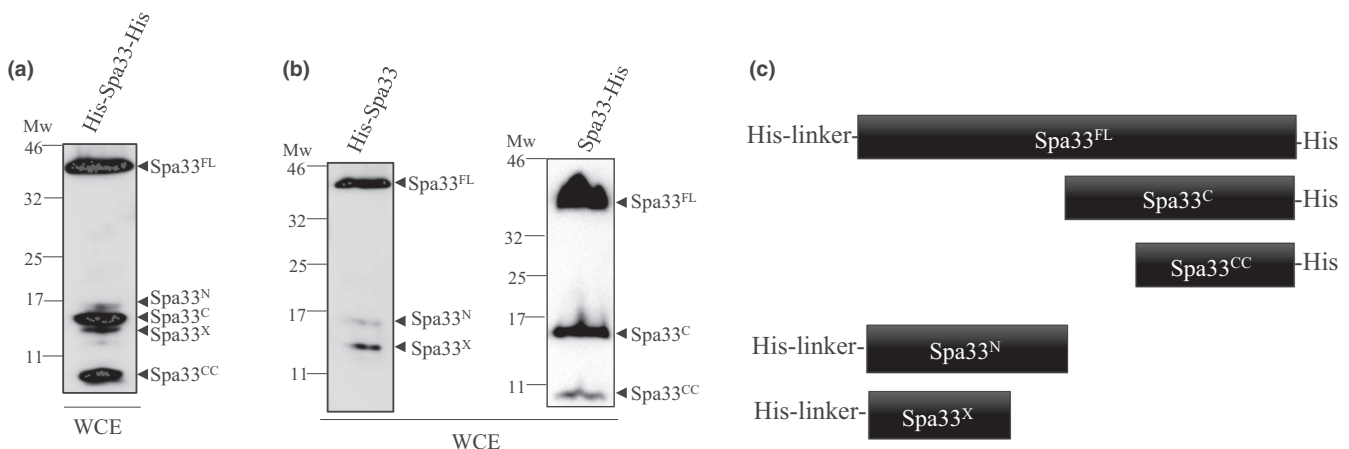 (a)
His-Spa33-His
Mw
46
32
25
17
11
Spa33FL
Spa33N
Spa33C
Spa33X
Spa33CC
WCE
(b)
His-Spa33
Mw
46
32
25
17
11
Spa33FL
Spa33N
Spa33X
Spa33-His
Mw
46
32
25
17
11
Spa33FL
Spa33C
Spa33CC
WCE
(c)
His-linker- Spa33FL -His
Spa33C -His
Spa33CC -His
His-linker- Spa33N
His-linker- Spa33X